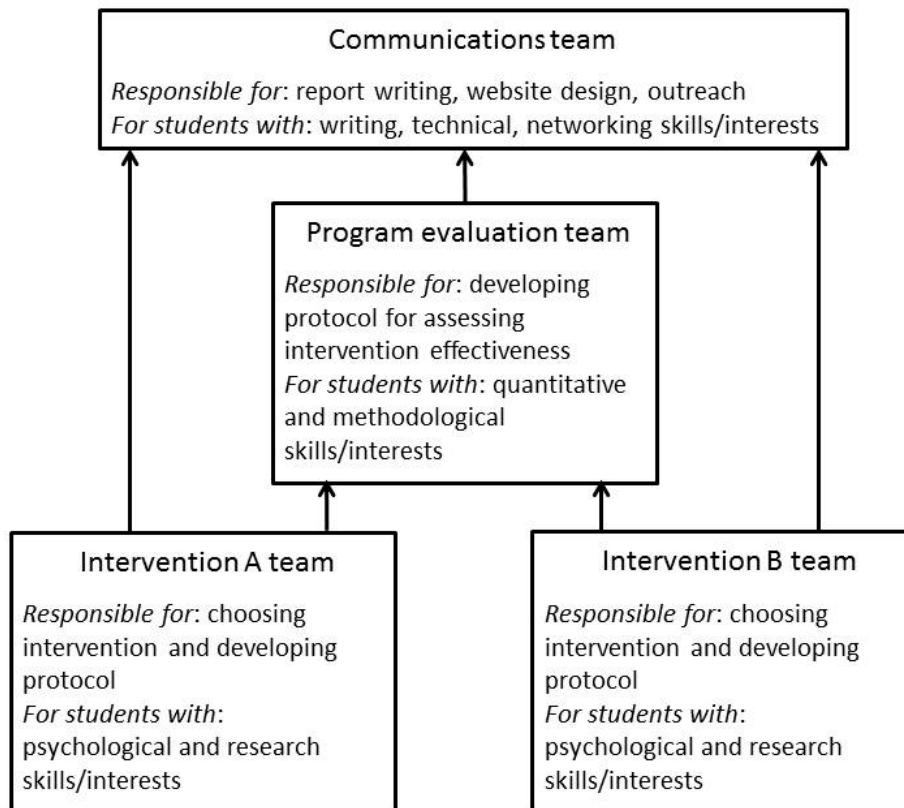 Communications team
Responsible for: report writing, website design, outreach
For students with: writing, technical, networking skills/interests
Program evaluation team
Responsible for: developing
protocol for assessing
intervention effectiveness
For students with: quantitative
and methodological
skills/interests
Intervention A team
Responsible for: choosing
intervention and developing
protocol
For students with:
psychological and research
skills/interests
Intervention B team
Responsible for: choosing
intervention and developing
protocol
For students with:
psychological and research
skills/interests